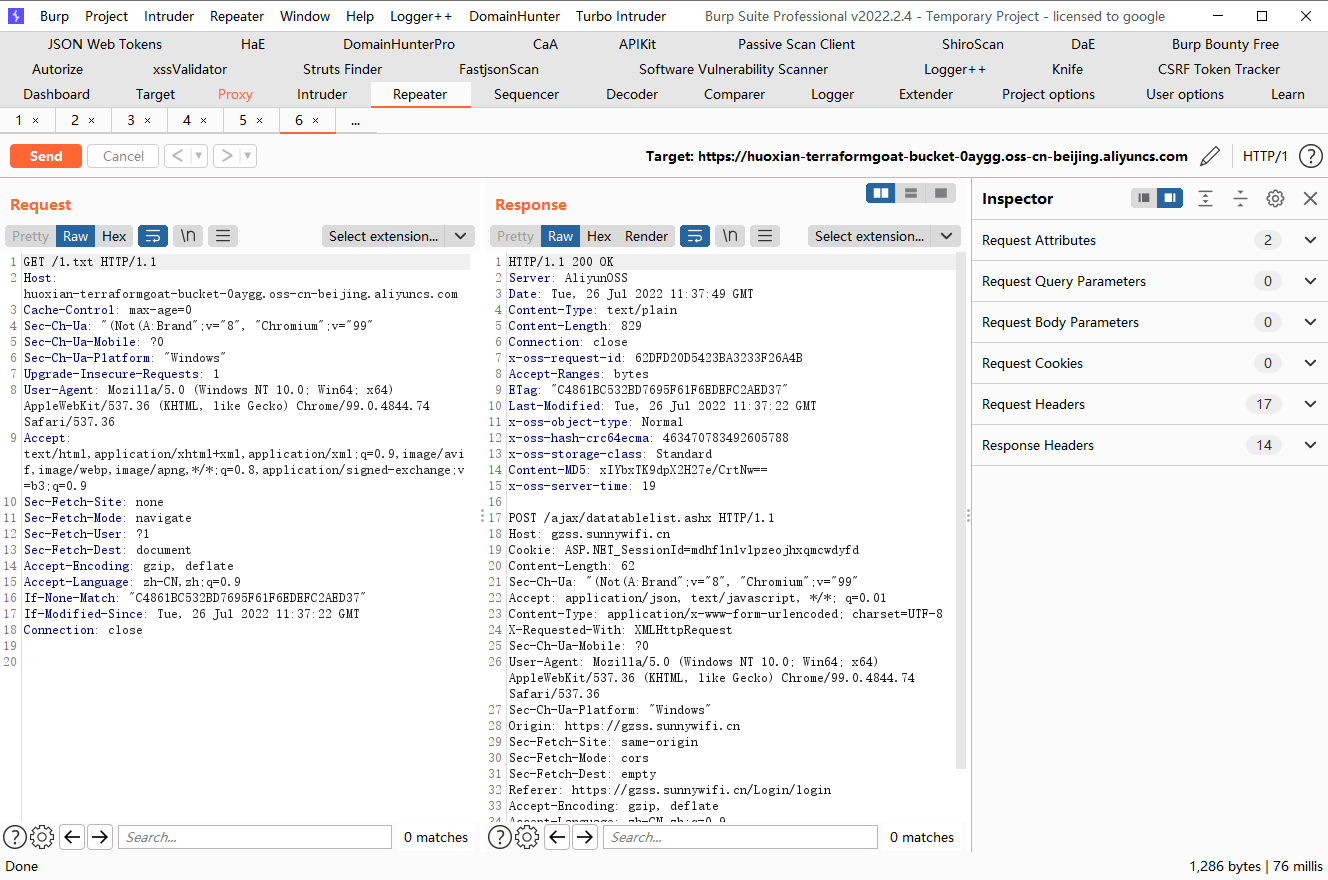 Burp Project Intruder Repeater Window Help Logger++ DomainHunter Turbo Intruder Burp Suite Professional v2022.2.4 - Temporary Project - licensed to google
JSON Web Tokens HaE DomainHunterPro CaA APIKit Passive Scan Client ShiroScan DaE Burp Bounty Free
Autorize xssValidator Struts Finder FastjsonScan Software Vulnerability Scanner Logger++ Knife CSRF Token Tracker
Dashboard Target Proxy Intruder Repeater Sequencer Decoder Comparer Logger Extender Project options User options Learn
1 × 2 × 3 × 4 × 5 × 6 × ...
Send Cancel < > Target: https://huoxian-terraformgoat-bucket-0aygg.oss-cn-beijing.aliyuncs.com HTTP/1 ?
Request
Pretty Raw Hex \n Select extension...
1 GET /1.txt HTTP/1.1
2 Host:
huoxian-terraformgoat-bucket-0aygg.oss-cn-beijing.aliyuncs.com
3 Cache-Control: max-age=0
4 Sec-Ch-Ua: "(Not(A:Brand";v="8", "Chromium";v="99"
5 Sec-Ch-Ua-Mobile: ?0
6 Sec-Ch-Ua-Platform: "Windows"
7 Upgrade-Insecure-Requests: 1
8 User-Agent: Mozilla/5.0 (Windows NT 10.0; Win64; x64)
AppleWebKit/537.36 (KHTML, like Gecko) Chrome/99.0.4844.74
Safari/537.36
9 Accept:
text/html,application/xhtml+xml,application/xml;q=0.9,image/avi
f,image/webp,image/apng,*/*;q=0.8,application/signed-exchange;v
=b3;q=0.9
10 Sec-Fetch-Site: none
11 Sec-Fetch-Mode: navigate
12 Sec-Fetch-User: ?1
13 Sec-Fetch-Dest: document
14 Accept-Encoding: gzip, deflate
15 Accept-Language: zh-CN,zh;q=0.9
16 If-None-Match: "C4861BC532BD7695F61F6EDEFC2AED37"
17 If-Modified-Since: Tue, 26 Jul 2022 11:37:22 GMT
18 Connection: close
19
20
? Search... 0 matches
Response
Pretty Raw Hex Render \n Select extension...
1 HTTP/1.1 200 OK
2 Server: AliyunOSS
3 Date: Tue, 26 Jul 2022 11:37:49 GMT
4 Content-Type: text/plain
5 Content-Length: 829
6 Connection: close
7 x-oss-request-id: 62DFD20D5423BA3233F26A4B
8 Accept-Ranges: bytes
9 ETag: "C4861BC532BD7695F61F6EDEFC2AED37"
10 Last-Modified: Tue, 26 Jul 2022 11:37:22 GMT
11 x-oss-object-type: Normal
12 x-oss-hash-crc64ecma: 463470783492605788
13 x-oss-storage-class: Standard
14 Content-MD5: xIYbxTK9dpX2H27e/CrtNw==
15 x-oss-server-time: 19
16
17 POST /ajax/datatablelist.ashx HTTP/1.1
18 Host: gzss.sunnywifi.cn
19 Cookie: ASP.NET_SessionId=mdhf1nlvlpzeojhxqmcwdyfd
20 Content-Length: 62
21 Sec-Ch-Ua: "(Not(A:Brand";v="8", "Chromium";v="99"
22 Accept: application/json, text/javascript, */*; q=0.01
23 Content-Type: application/x-www-form-urlencoded; charset=UTF-8
24 X-Requested-With: XMLHttpRequest
25 Sec-Ch-Ua-Mobile: ?0
26 User-Agent: Mozilla/5.0 (Windows NT 10.0; Win64; x64)
AppleWebKit/537.36 (KHTML, like Gecko) Chrome/99.0.4844.74
Safari/537.36
27 Sec-Ch-Ua-Platform: "Windows"
28 Origin: https://gzss.sunnywifi.cn
29 Sec-Fetch-Site: same-origin
30 Sec-Fetch-Mode: cors
31 Sec-Fetch-Dest: empty
32 Referer: https://gzss.sunnywifi.cn/Login/login
33 Accept-Encoding: gzip, deflate
34 Accept-Language: zh-CN,zh;q=0.9
? Search... 0 matches
Inspector
Request Attributes 2
Request Query Parameters 0
Request Body Parameters 0
Request Cookies 0
Request Headers 17
Response Headers 14
Done 1,286 bytes | 76 millis